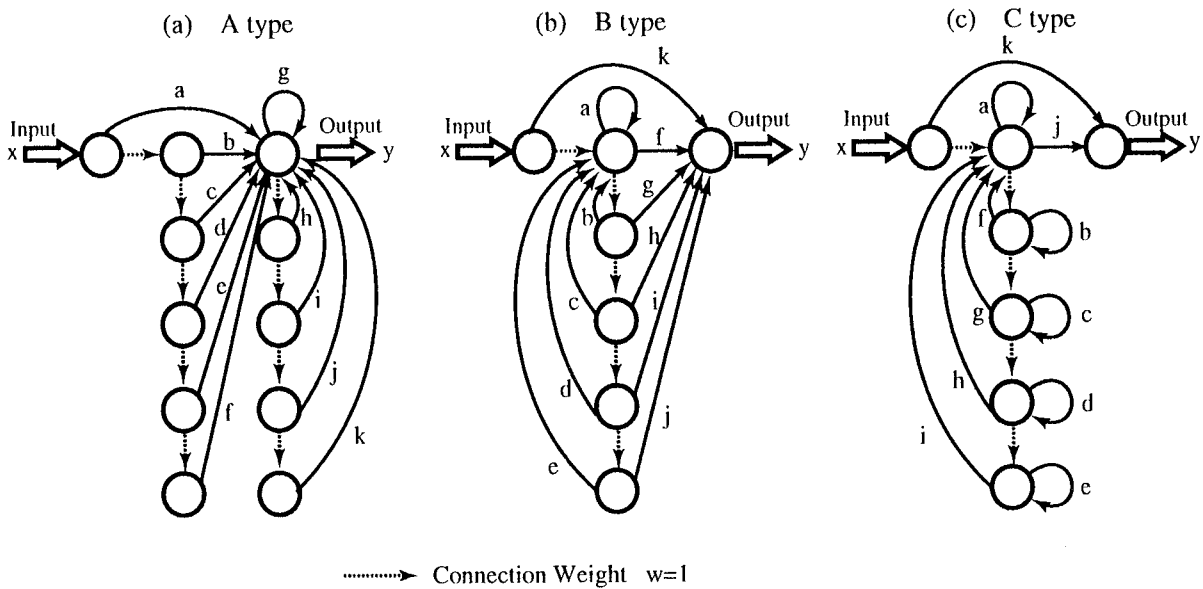 (a) A type
a
g
Input
x
b
Output
y
c
d
h
e
i
j
f
k
(b) B type
k
a
Input
x
f
Output
y
b
g
h
c
i
d
j
e
(c) C type
k
a
Input
x
j
Output
y
f
b
g
c
h
d
i
e
Connection Weight w=1